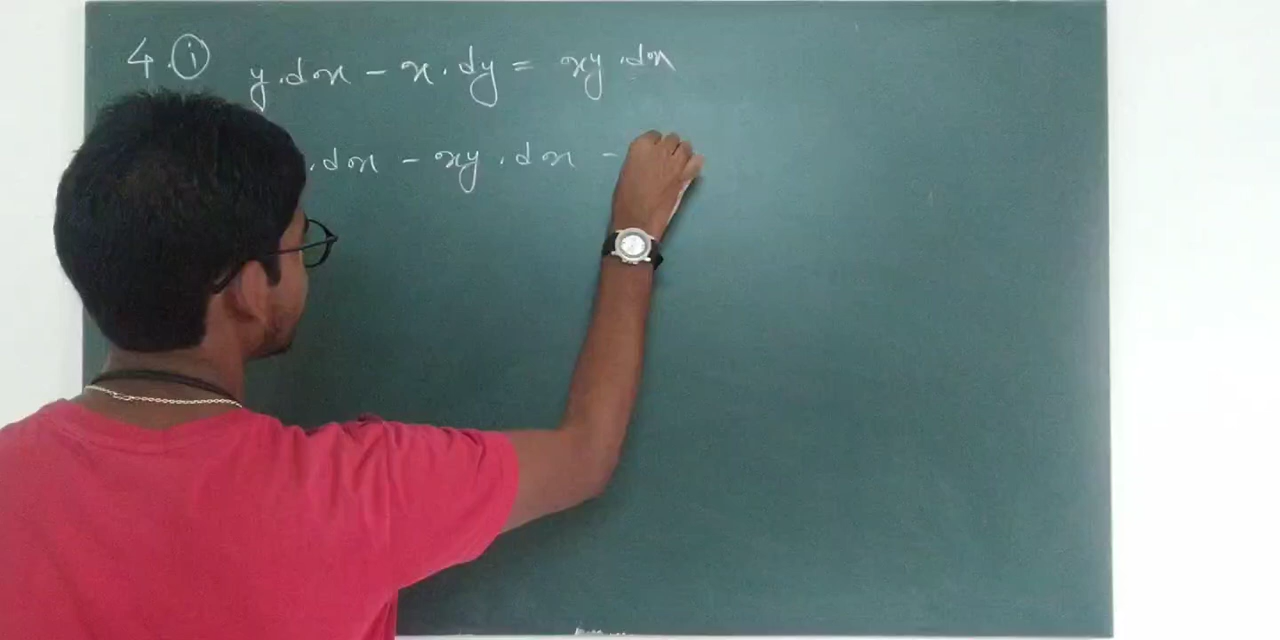 4. (i) y.dx - x.dy = xy.dx
.dx - xy.dx -